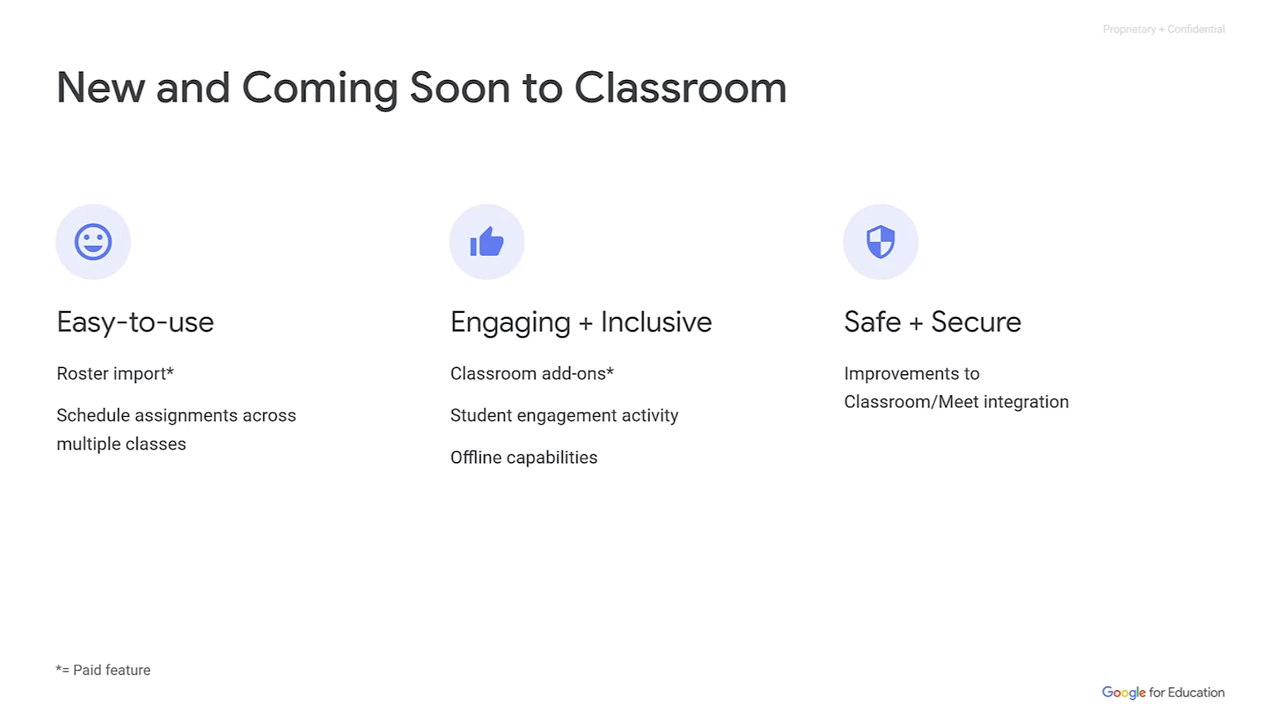 Proprietary + Confidential
New and Coming Soon to Classroom
Easy-to-use
Roster import*
Schedule assignments across
multiple classes
Engaging + Inclusive
Classroom add-ons*
Student engagement activity
Offline capabilities
Safe + Secure
Improvements to
Classroom/Meet integration
*= Paid feature
Google for Education